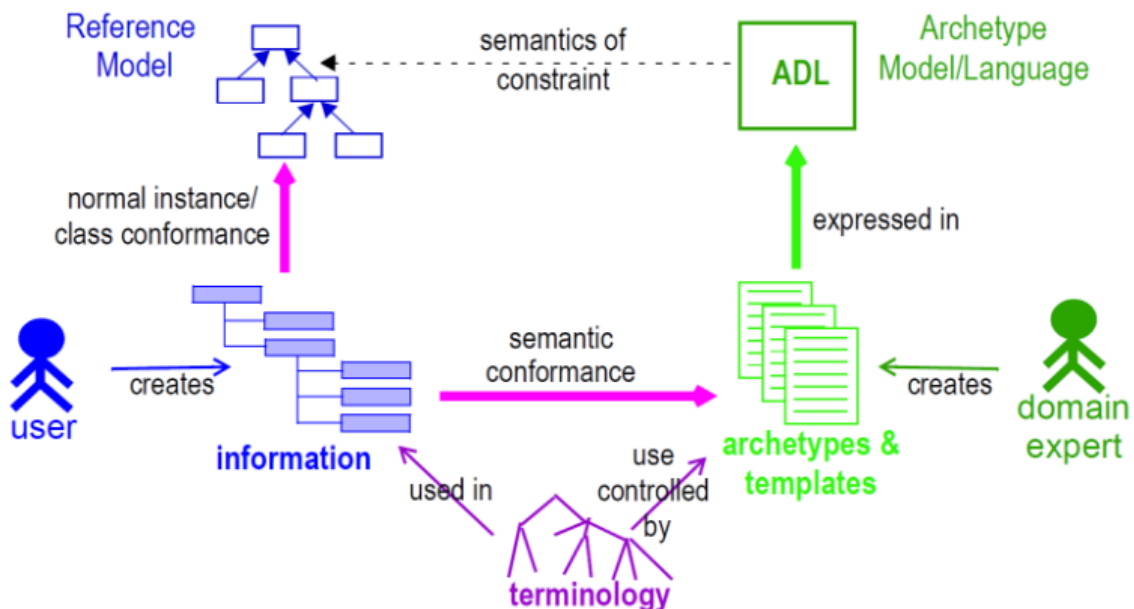 Reference
Model
semantics of
constraint
ADL
Archetype
Model/Language
normal instance/
class conformance
expressed in
user
creates
information
semantic
conformance
archetypes &
templates
creates
domain
expert
used in
use
controlled
by
terminology